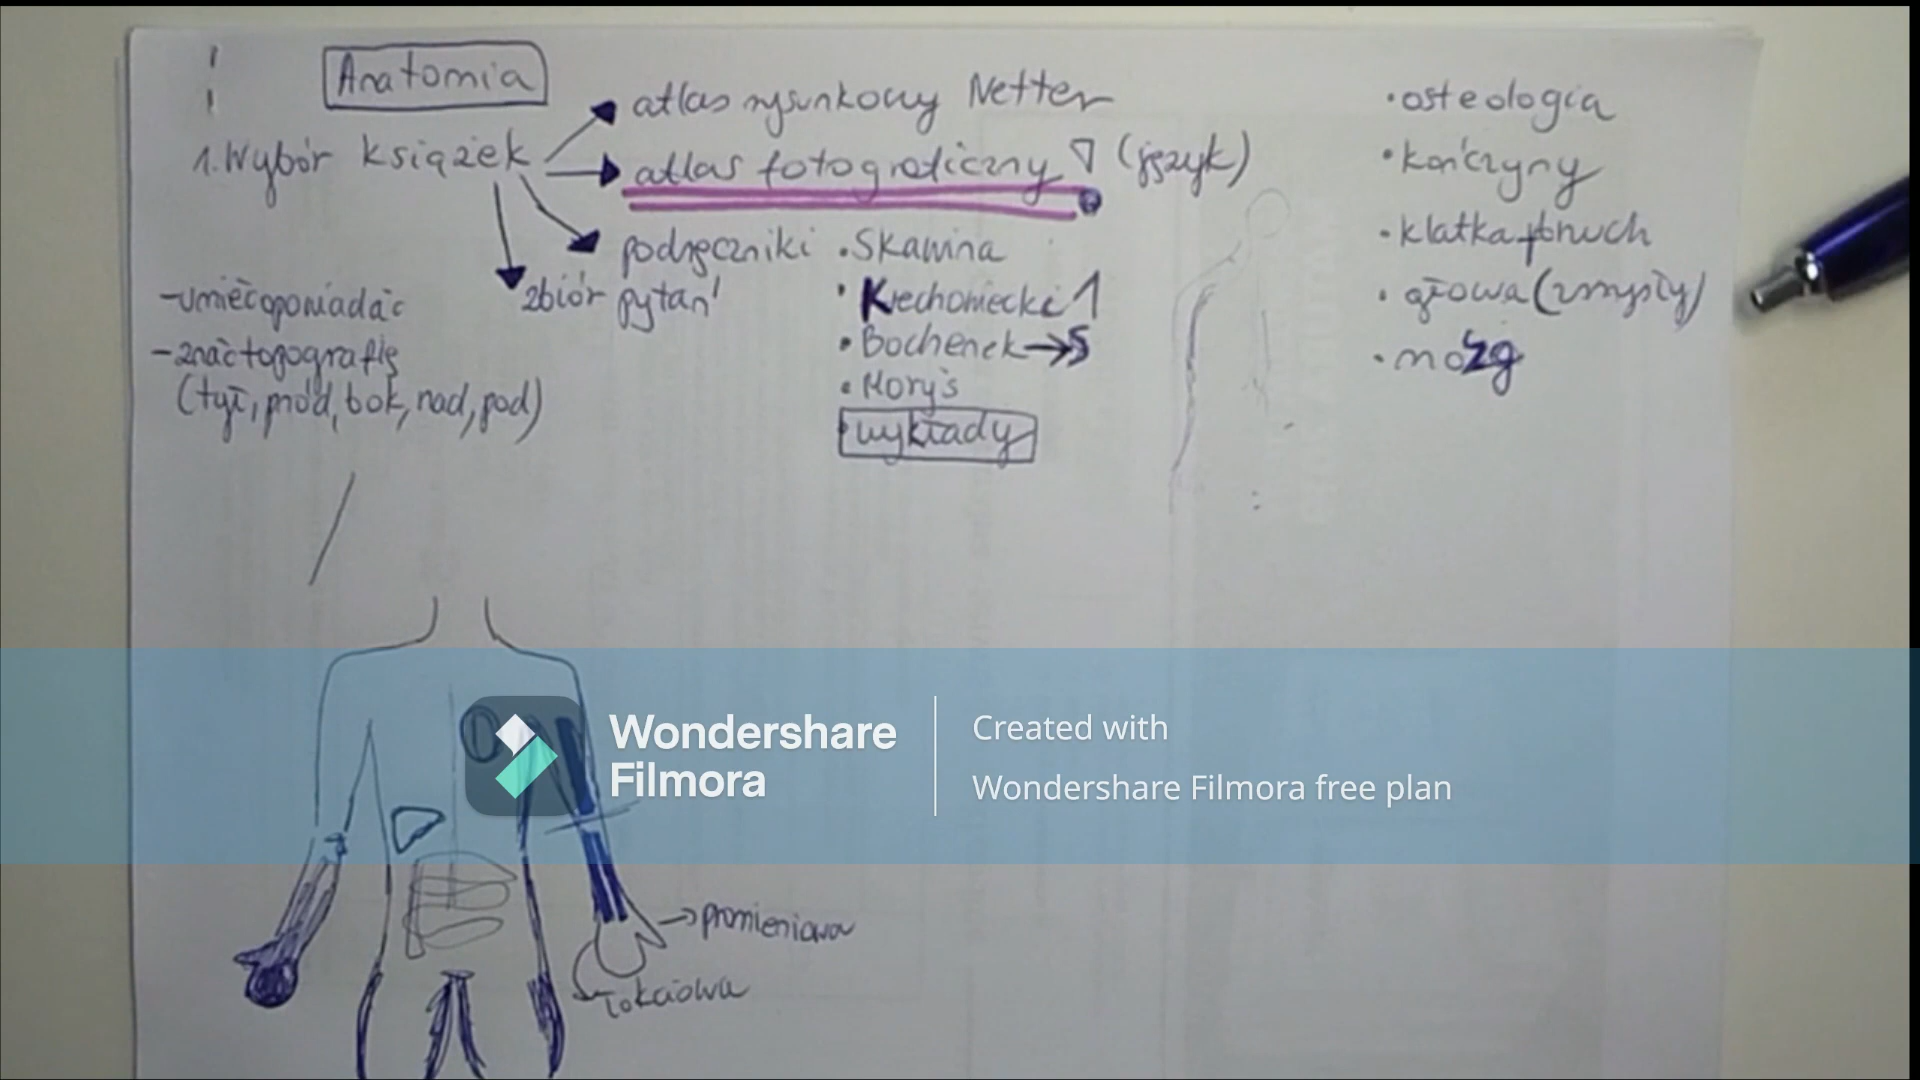 Anatomia
1. Wybór książek
atlas rysunkowy Netter
atlas fotograficzny (język)
podręczniki
• Skawina
• Krechowiecki 1
• Bochenek → 5
• Moryś
• wykłady
zbiór pytań
- umieć opowiadać
- znać topografię
(tył, przód, bok, nad, pod)
• osteologia
• kończyny
• klatka + brzuch
• głowa (zmysły)
• mózg
Wondershare
Filmora
Created with
Wondershare Filmora free plan
→ promieniowa
łokciowa